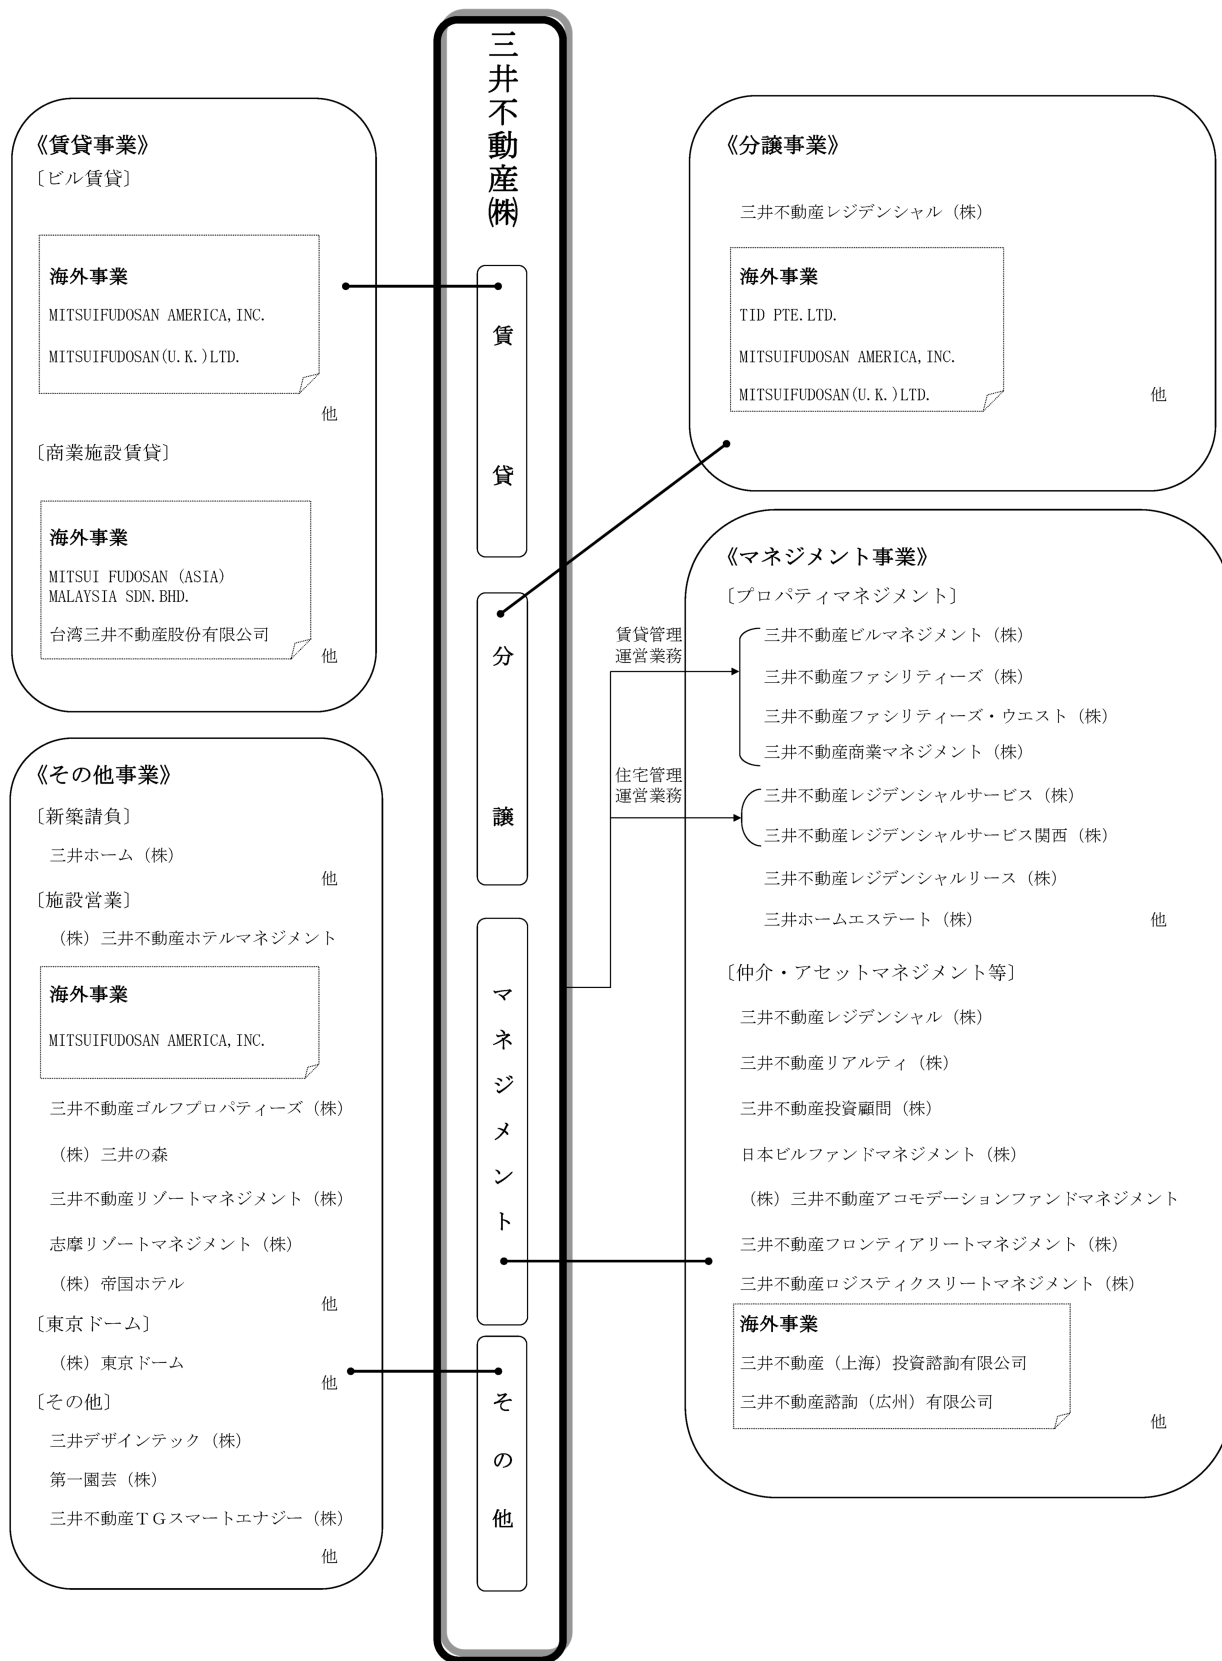 三井不動産㈱
賃貸
分譲
マネジメント
その他
《賃貸事業》
〔ビル賃貸〕
海外事業
MITSUIFUDOSAN AMERICA,INC.
MITSUIFUDOSAN(U.K.)LTD.
他
〔商業施設賃貸〕
海外事業
MITSUI FUDOSAN (ASIA)
MALAYSIA SDN.BHD.
台湾三井不動産股份有限公司
他
《その他事業》
〔新築請負〕
三井ホーム（株）
他
〔施設営業〕
（株）三井不動産ホテルマネジメント
海外事業
MITSUIFUDOSAN AMERICA,INC.
三井不動産ゴルフプロパティーズ（株）
（株）三井の森
三井不動産リゾートマネジメント（株）
志摩リゾートマネジメント（株）
（株）帝国ホテル
他
〔東京ドーム〕
（株）東京ドーム
他
〔その他〕
三井デザインテック（株）
第一園芸（株）
三井不動産ＴＧスマートエナジー（株）
他
《分譲事業》
三井不動産レジデンシャル（株）
海外事業
TID PTE.LTD.
MITSUIFUDOSAN AMERICA,INC.
MITSUIFUDOSAN(U.K.)LTD.
他
《マネジメント事業》
〔プロパティマネジメント〕
賃貸管理
運営業務
三井不動産ビルマネジメント（株）
三井不動産ファシリティーズ（株）
三井不動産ファシリティーズ・ウエスト（株）
三井不動産商業マネジメント（株）
住宅管理
運営業務
三井不動産レジデンシャルサービス（株）
三井不動産レジデンシャルサービス関西（株）
三井不動産レジデンシャルリース（株）
三井ホームエステート（株）
他
〔仲介・アセットマネジメント等〕
三井不動産レジデンシャル（株）
三井不動産リアルティ（株）
三井不動産投資顧問（株）
日本ビルファンドマネジメント（株）
（株）三井不動産アコモデーションファンドマネジメント
三井不動産フロンティアリートマネジメント（株）
三井不動産ロジスティクスリートマネジメント（株）
海外事業
三井不動産（上海）投資諮詢有限公司
三井不動産諮詢（広州）有限公司
他